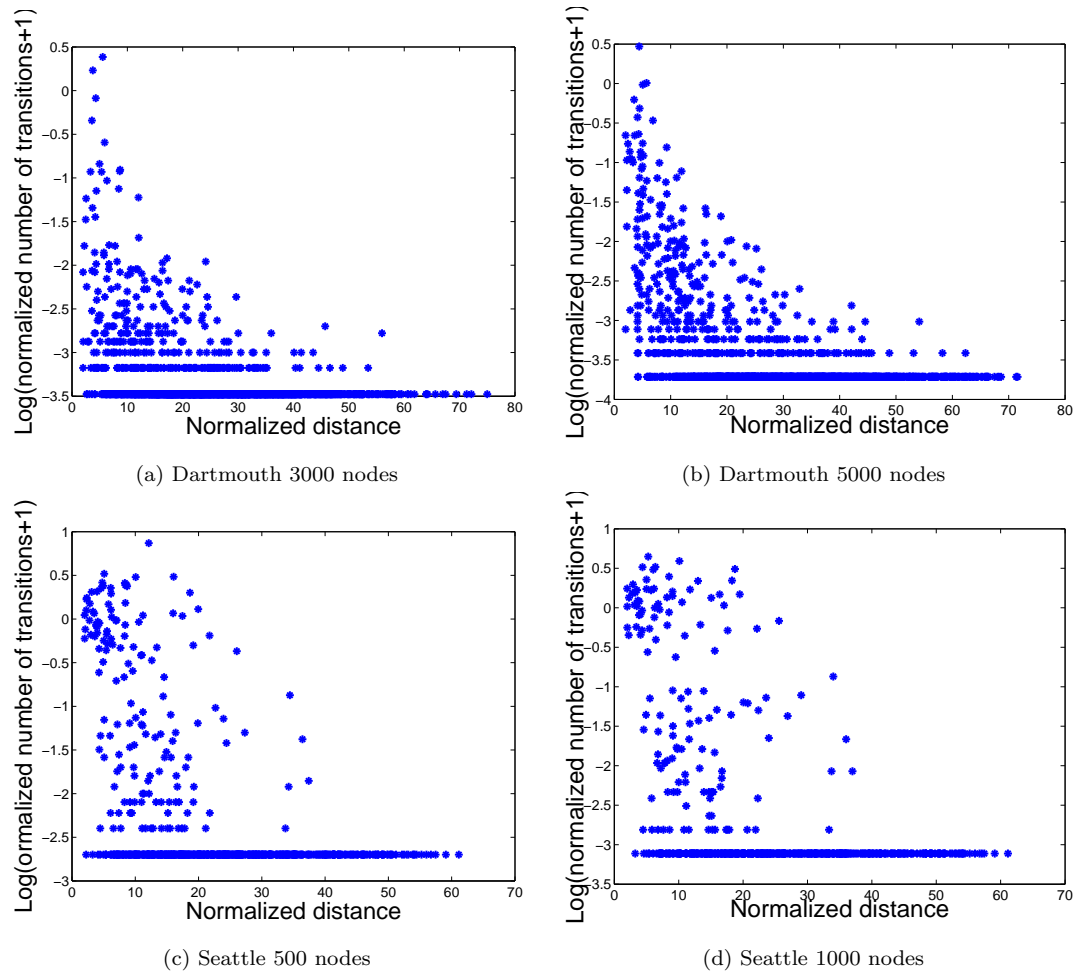 0.5
0
−0.5
−1
−1.5
−2
−2.5
−3
−3.5
0 10 20 30 40 50 60 70 80
Log(normalized number of transitions+1)
Normalized distance
(a) Dartmouth 3000 nodes
0.5
0
−0.5
−1
−1.5
−2
−2.5
−3
−3.5
−4
0 10 20 30 40 50 60 70 80
Log(normalized number of transitions+1)
Normalized distance
(b) Dartmouth 5000 nodes
1
0.5
0
−0.5
−1
−1.5
−2
−2.5
−3
0 10 20 30 40 50 60 70
Log(ormalized number of transitions+1)
Normalized distance
(c) Seattle 500 nodes
1
0.5
0
−0.5
−1
−1.5
−2
−2.5
−3
−3.5
0 10 20 30 40 50 60 70
Log(normalized number of transitions+1)
Normalized distance
(d) Seattle 1000 nodes